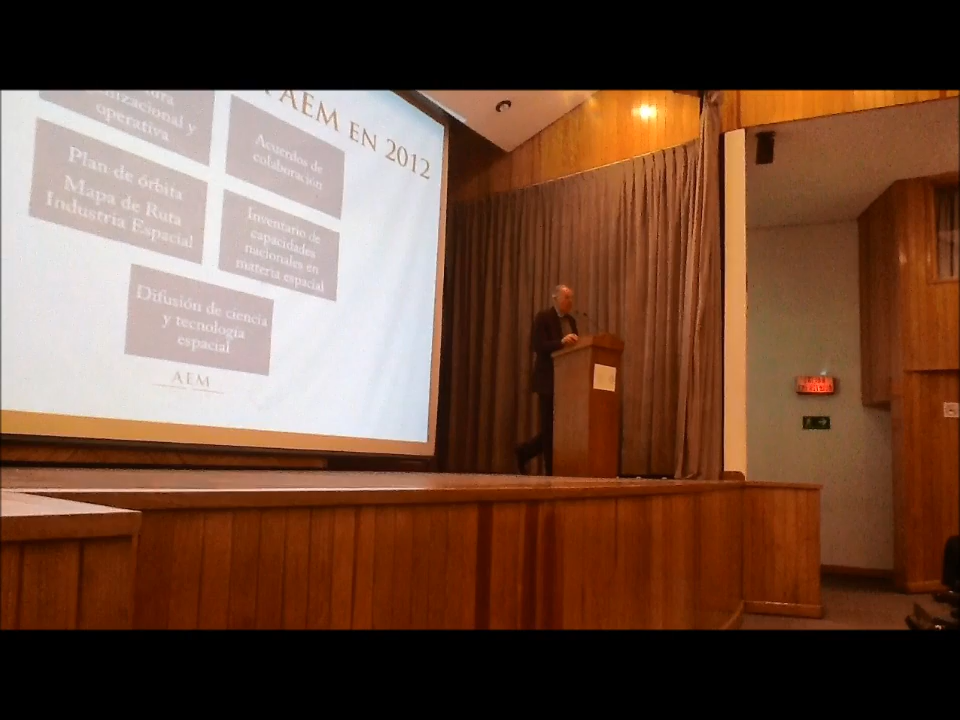 AEM EN 2012
operativa
Acuerdos de
colaboración
Plan de órbita
Mapa de Ruta
Industria Espacial
Inventario de
capacidades
nacionales en
materia espacial
Difusión de ciencia
y tecnología
espacial
AEM